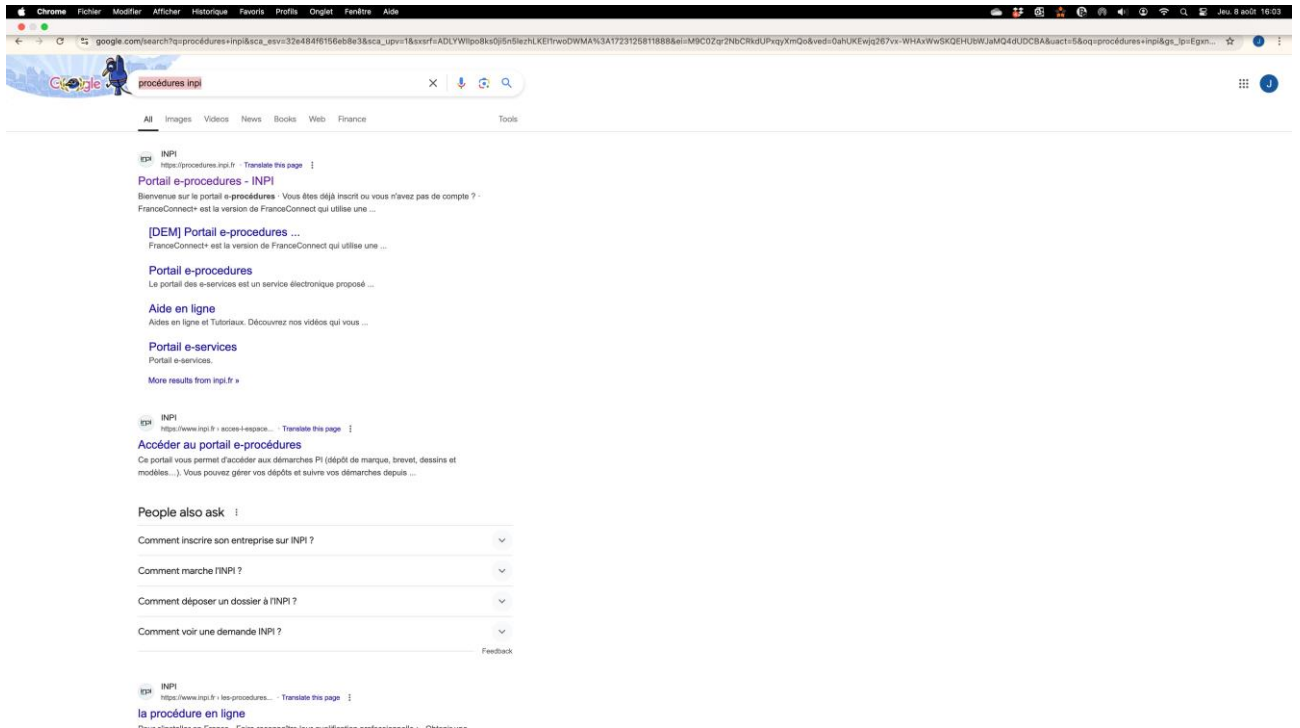 Chrome Fichier Modifier Afficher Historique Favoris Profils Onglet Fenêtre Aide
Jeu. 8 août 16:03
Google
procédures inpi
J
All Images Videos News Books Web Finance Tools
INPI
https://procedures.inpi.fr · Translate this page
Portail e-procedures - INPI
Bienvenue sur le portail e-procédures · Vous êtes déjà inscrit ou vous n'avez pas de compte ? ·
FranceConnect+ est la version de FranceConnect qui utilise une ...
[DEM] Portail e-procedures ...
FranceConnect+ est la version de FranceConnect qui utilise une ...
Portail e-procedures
Le portail des e-services est un service électronique proposé ...
Aide en ligne
Aides en ligne et Tutoriaux. Découvrez nos vidéos qui vous ...
Portail e-services
Portail e-services.
More results from inpi.fr »
INPI
https://www.inpi.fr › acces-l-espace... · Translate this page
Accéder au portail e-procédures
Ce portail vous permet d'accéder aux démarches PI (dépôt de marque, brevet, dessins et
modèles...). Vous pouvez gérer vos dépôts et suivre vos démarches depuis ...
People also ask
Comment inscrire son entreprise sur INPI ?
Comment marche l'INPI ?
Comment déposer un dossier à l'INPI ?
Comment voir une demande INPI ?
Feedback
INPI
https://www.inpi.fr › les-procedures... · Translate this page
la procédure en ligne